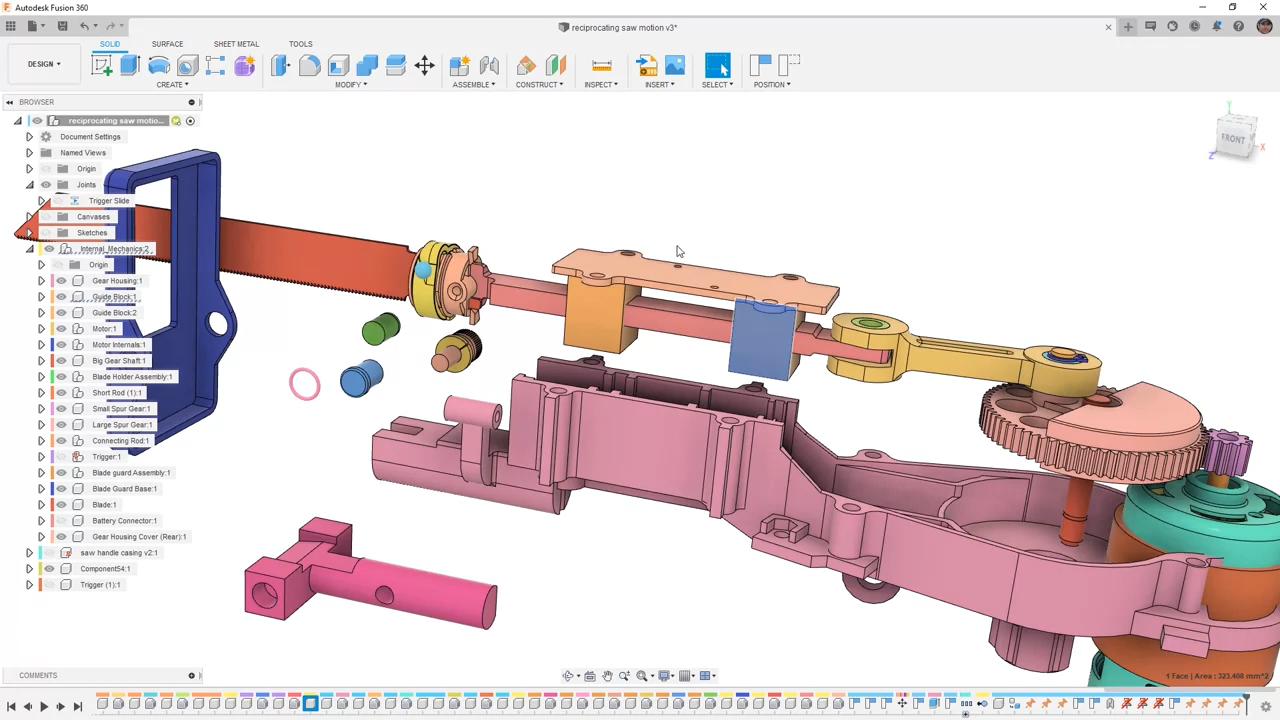 Autodesk Fusion 360
reciprocating saw motion v3*
DESIGN
SOLID
SURFACE
SHEET METAL
TOOLS
CREATE
MODIFY
ASSEMBLE
CONSTRUCT
INSPECT
INSERT
SELECT
POSITION
BROWSER
reciprocating saw motio...
Document Settings
Named Views
Origin
Joints
Trigger Slide
Canvases
Sketches
Internal_Mechanics:2
Origin
Gear Housing:1
Guide Block:1
Guide Block:2
Motor:1
Motor Internals:1
Big Gear Shaft:1
Blade Holder Assembly:1
Short Rod (1):1
Small Spur Gear:1
Large Spur Gear:1
Connecting Rod:1
Trigger:1
Blade guard Assembly:1
Blade Guard Base:1
Blade:1
Battery Connector:1
Gear Housing Cover (Rear):1
saw handle casing v2:1
Component54:1
Trigger (1):1
FRONT
Y
X
Z
COMMENTS
1 Face | Area : 323.408 mm^2